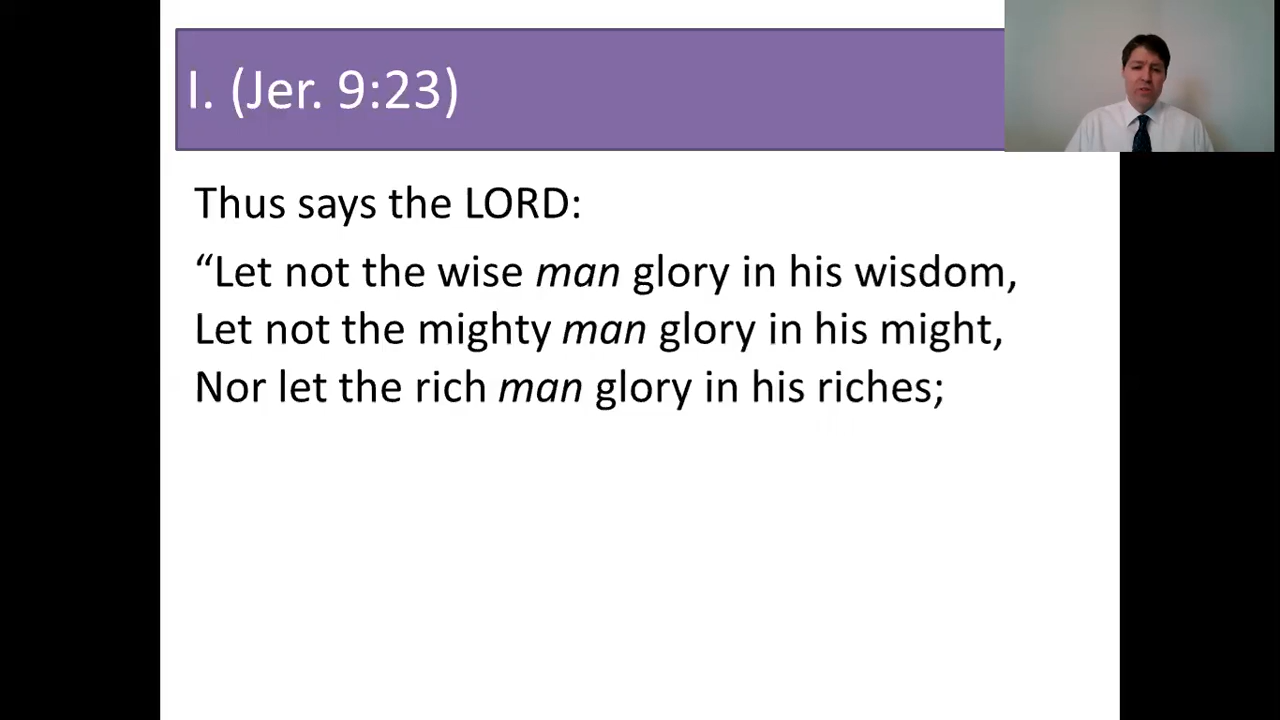 I. (Jer. 9:23)
Thus says the LORD:
“Let not the wise man glory in his wisdom,
Let not the mighty man glory in his might,
Nor let the rich man glory in his riches;